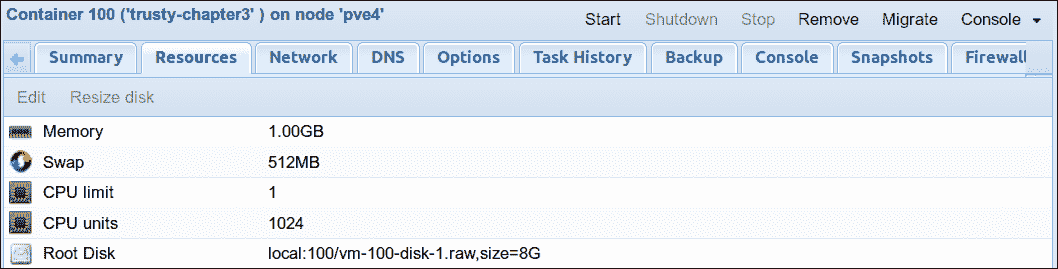 Container 100 ('trusty-chapter3' ) on node 'pve4' Start Shutdown Stop Remove Migrate Console
Summary Resources Network DNS Options Task History Backup Console Snapshots Firewall
Edit Resize disk
Memory 1.00GB
Swap 512MB
CPU limit 1
CPU units 1024
Root Disk local:100/vm-100-disk-1.raw,size=8G